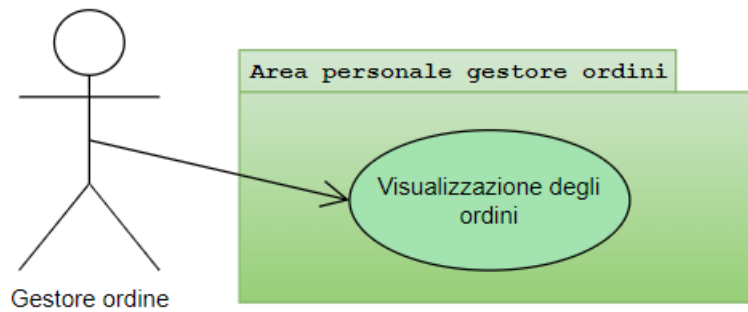 Area personale gestore ordini
Visualizzazione degli
ordini
Gestore ordine